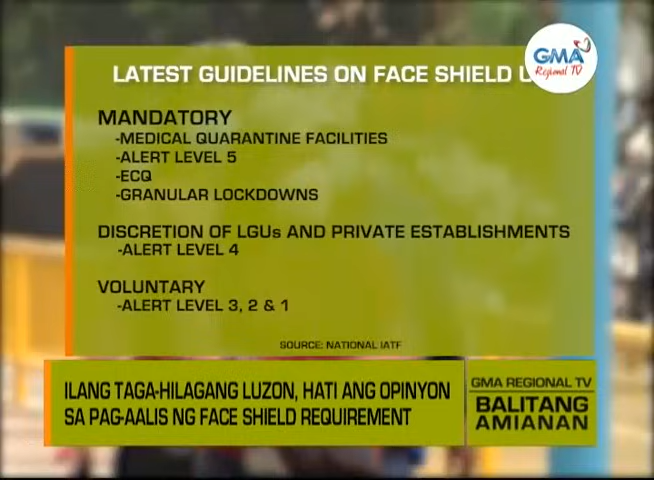 GMA
Regional TV
LATEST GUIDELINES ON FACE SHIELD
MANDATORY
-MEDICAL QUARANTINE FACILITIES
-ALERT LEVEL 5
-ECQ
-GRANULAR LOCKDOWNS
DISCRETION OF LGUs AND PRIVATE ESTABLISHMENTS
-ALERT LEVEL 4
VOLUNTARY
-ALERT LEVEL 3, 2 & 1
SOURCE: NATIONAL IATF
ILANG TAGA-HILAGANG LUZON, HATI ANG OPINYON
SA PAG-AALIS NG FACE SHIELD REQUIREMENT
GMA REGIONAL TV
BALITANG
AMIANAN